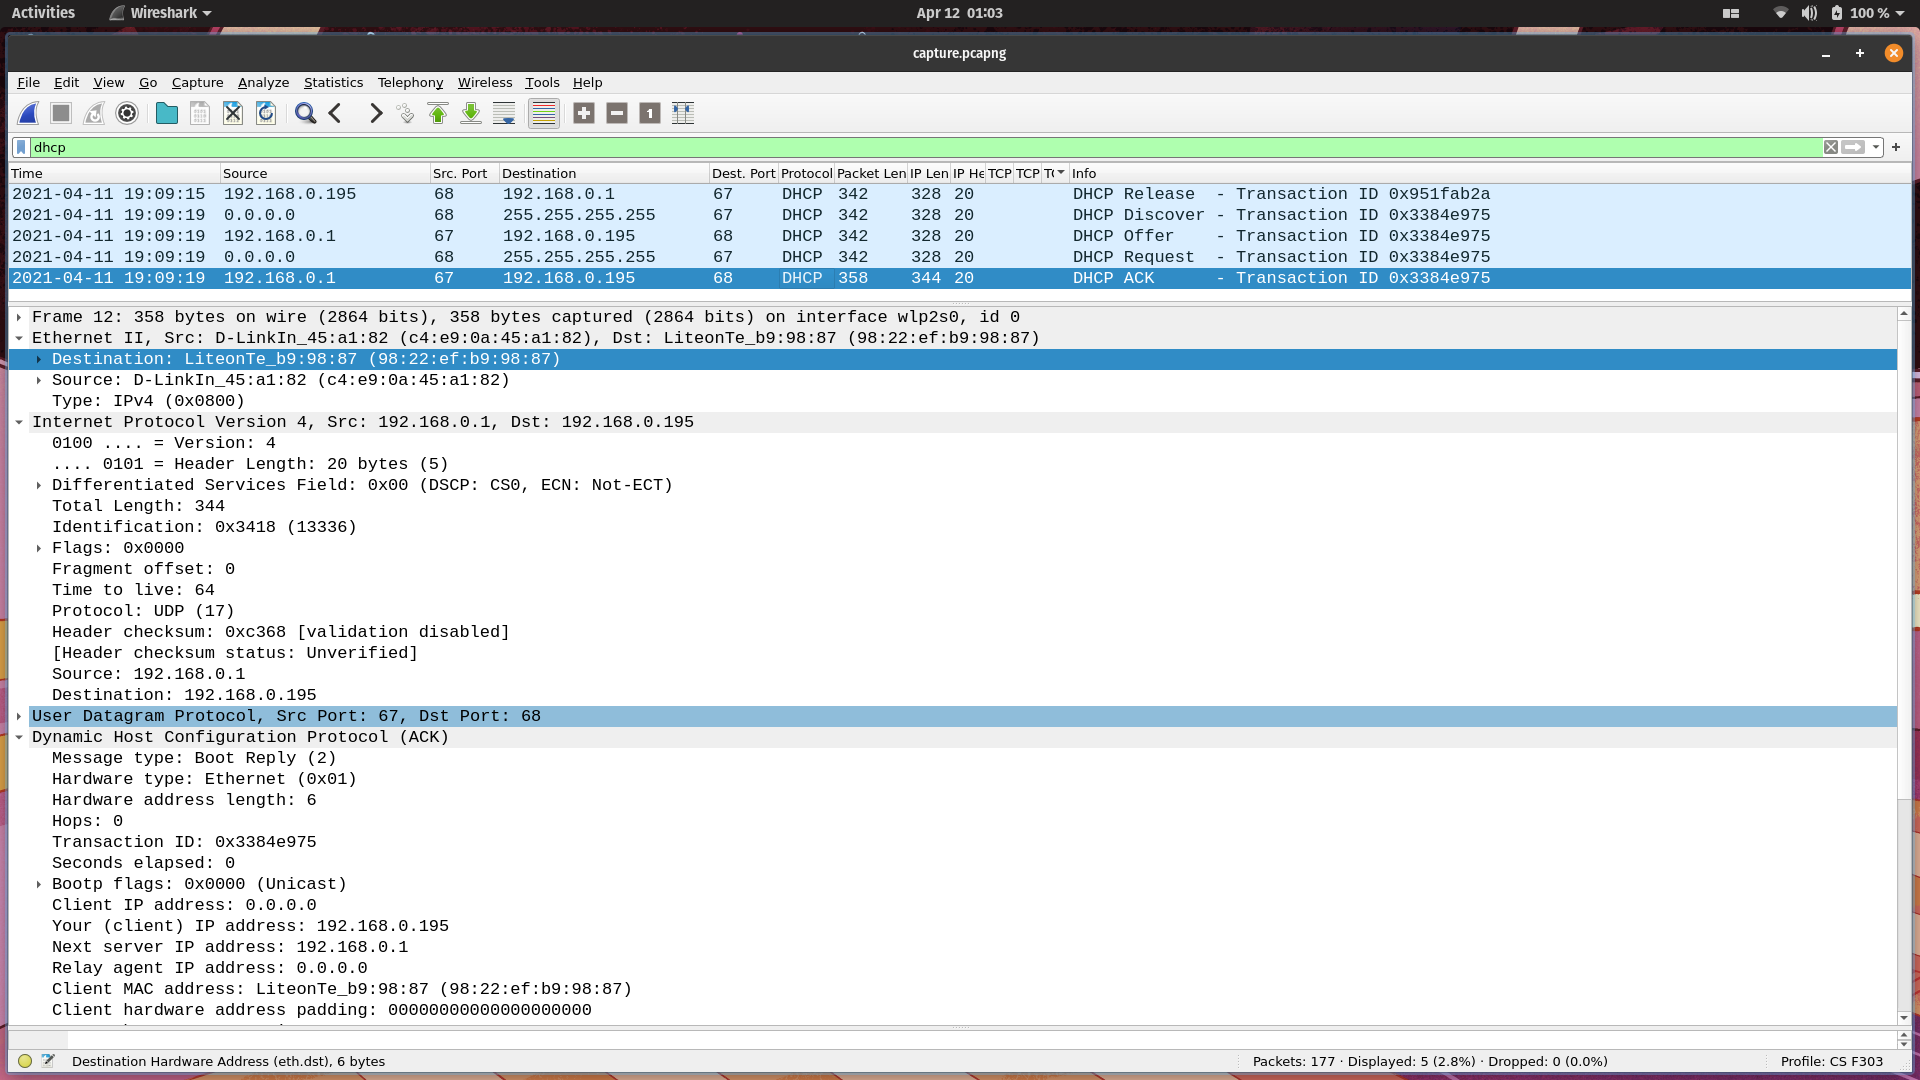 Activities Wireshark Apr 12 01:03 100 %
capture.pcapng
File Edit View Go Capture Analyze Statistics Telephony Wireless Tools Help
dhcp
Time Source Src. Port Destination Dest. Port Protocol Packet Len IP Len IP He TCP TCP Info
2021-04-11 19:09:15 192.168.0.195 68 192.168.0.1 67 DHCP 342 328 20 DHCP Release - Transaction ID 0x951fab2a
2021-04-11 19:09:19 0.0.0.0 68 255.255.255.255 67 DHCP 342 328 20 DHCP Discover - Transaction ID 0x3384e975
2021-04-11 19:09:19 192.168.0.1 67 192.168.0.195 68 DHCP 342 328 20 DHCP Offer - Transaction ID 0x3384e975
2021-04-11 19:09:19 0.0.0.0 68 255.255.255.255 67 DHCP 342 328 20 DHCP Request - Transaction ID 0x3384e975
2021-04-11 19:09:19 192.168.0.1 67 192.168.0.195 68 DHCP 358 344 20 DHCP ACK - Transaction ID 0x3384e975
Frame 12: 358 bytes on wire (2864 bits), 358 bytes captured (2864 bits) on interface wlp2s0, id 0
Ethernet II, Src: D-LinkIn_45:a1:82 (c4:e9:0a:45:a1:82), Dst: LiteonTe_b9:98:87 (98:22:ef:b9:98:87)
Destination: LiteonTe_b9:98:87 (98:22:ef:b9:98:87)
Source: D-LinkIn_45:a1:82 (c4:e9:0a:45:a1:82)
Type: IPv4 (0x0800)
Internet Protocol Version 4, Src: 192.168.0.1, Dst: 192.168.0.195
0100 .... = Version: 4
.... 0101 = Header Length: 20 bytes (5)
Differentiated Services Field: 0x00 (DSCP: CS0, ECN: Not-ECT)
Total Length: 344
Identification: 0x3418 (13336)
Flags: 0x0000
Fragment offset: 0
Time to live: 64
Protocol: UDP (17)
Header checksum: 0xc368 [validation disabled]
[Header checksum status: Unverified]
Source: 192.168.0.1
Destination: 192.168.0.195
User Datagram Protocol, Src Port: 67, Dst Port: 68
Dynamic Host Configuration Protocol (ACK)
Message type: Boot Reply (2)
Hardware type: Ethernet (0x01)
Hardware address length: 6
Hops: 0
Transaction ID: 0x3384e975
Seconds elapsed: 0
Bootp flags: 0x0000 (Unicast)
Client IP address: 0.0.0.0
Your (client) IP address: 192.168.0.195
Next server IP address: 192.168.0.1
Relay agent IP address: 0.0.0.0
Client MAC address: LiteonTe_b9:98:87 (98:22:ef:b9:98:87)
Client hardware address padding: 00000000000000000000
Destination Hardware Address (eth.dst), 6 bytes Packets: 177 · Displayed: 5 (2.8%) · Dropped: 0 (0.0%) Profile: CS F303